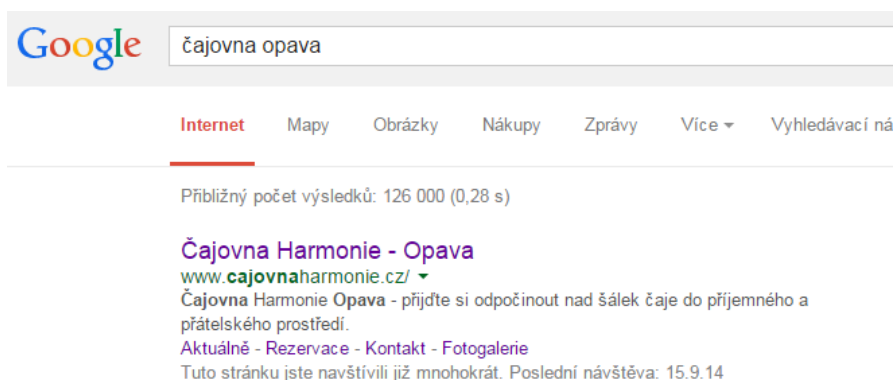 Google čajovna opava
Internet Mapy Obrázky Nákupy Zprávy Více Vyhledávací ná
Přibližný počet výsledků: 126 000 (0,28 s)
Čajovna Harmonie - Opava
www.cajovnaharmonie.cz/
Čajovna Harmonie Opava - přijďte si odpočinout nad šálek čaje do příjemného a
přátelského prostředí.
Aktuálně - Rezervace - Kontakt - Fotogalerie
Tuto stránku jste navštívili již mnohokrát. Poslední návštěva: 15.9.14